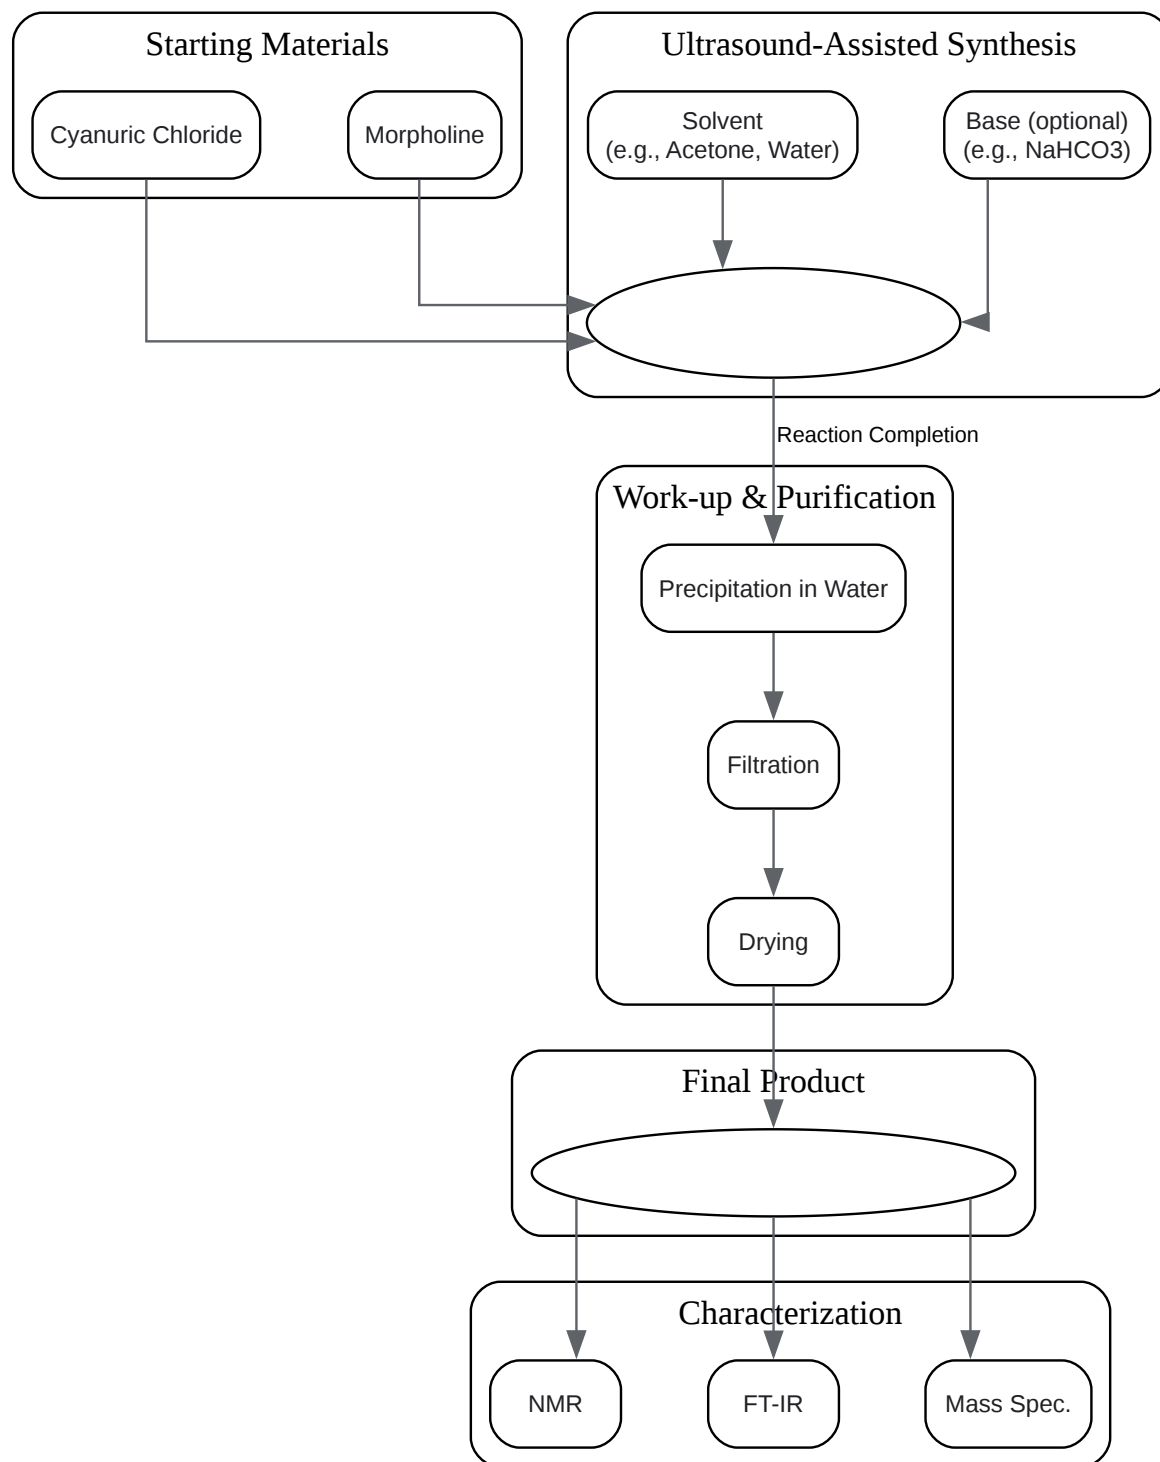 Starting Materials
Ultrasound-Assisted Synthesis
Cyanuric Chloride
Morpholine
Solvent
(e.g., Acetone, Water)
Base (optional)
(e.g., NaHCO3)
Reaction Completion
Work-up & Purification
Precipitation in Water
Filtration
Drying
Final Product
Characterization
NMR
FT-IR
Mass Spec.